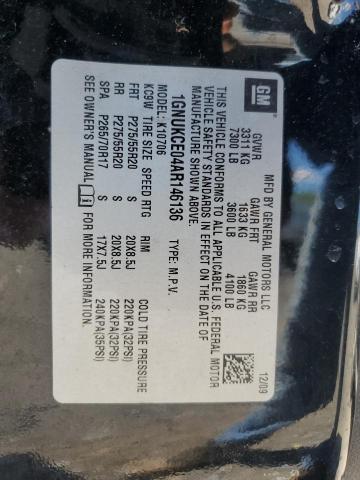 GM
MFD BY GENERAL MOTORS LLC 12/09
GVWR GAWR FRT GAWR RR
3311 KG 1633 KG 1860 KG
7300 LB 3600 LB 4100 LB
THIS VEHICLE CONFORMS TO ALL APPLICABLE U.S. FEDERAL MOTOR
VEHICLE SAFETY STANDARDS IN EFFECT ON THE DATE OF
MANUFACTURE SHOWN ABOVE.
1GNUKCE04AR146136 TYPE: M.P.V.
MODEL: K10706
KC9W TIRE SIZE SPEED RTG RIM COLD TIRE PRESSURE
FRT P275/55R20 S 20X8.5J 220KPA(32PSI)
RR P275/55R20 S 20X8.5J 220KPA(32PSI)
SPA P265/70R17 S 17X7.5J 240KPA(35PSI)
SEE OWNER'S MANUAL FOR MORE INFORMATION.